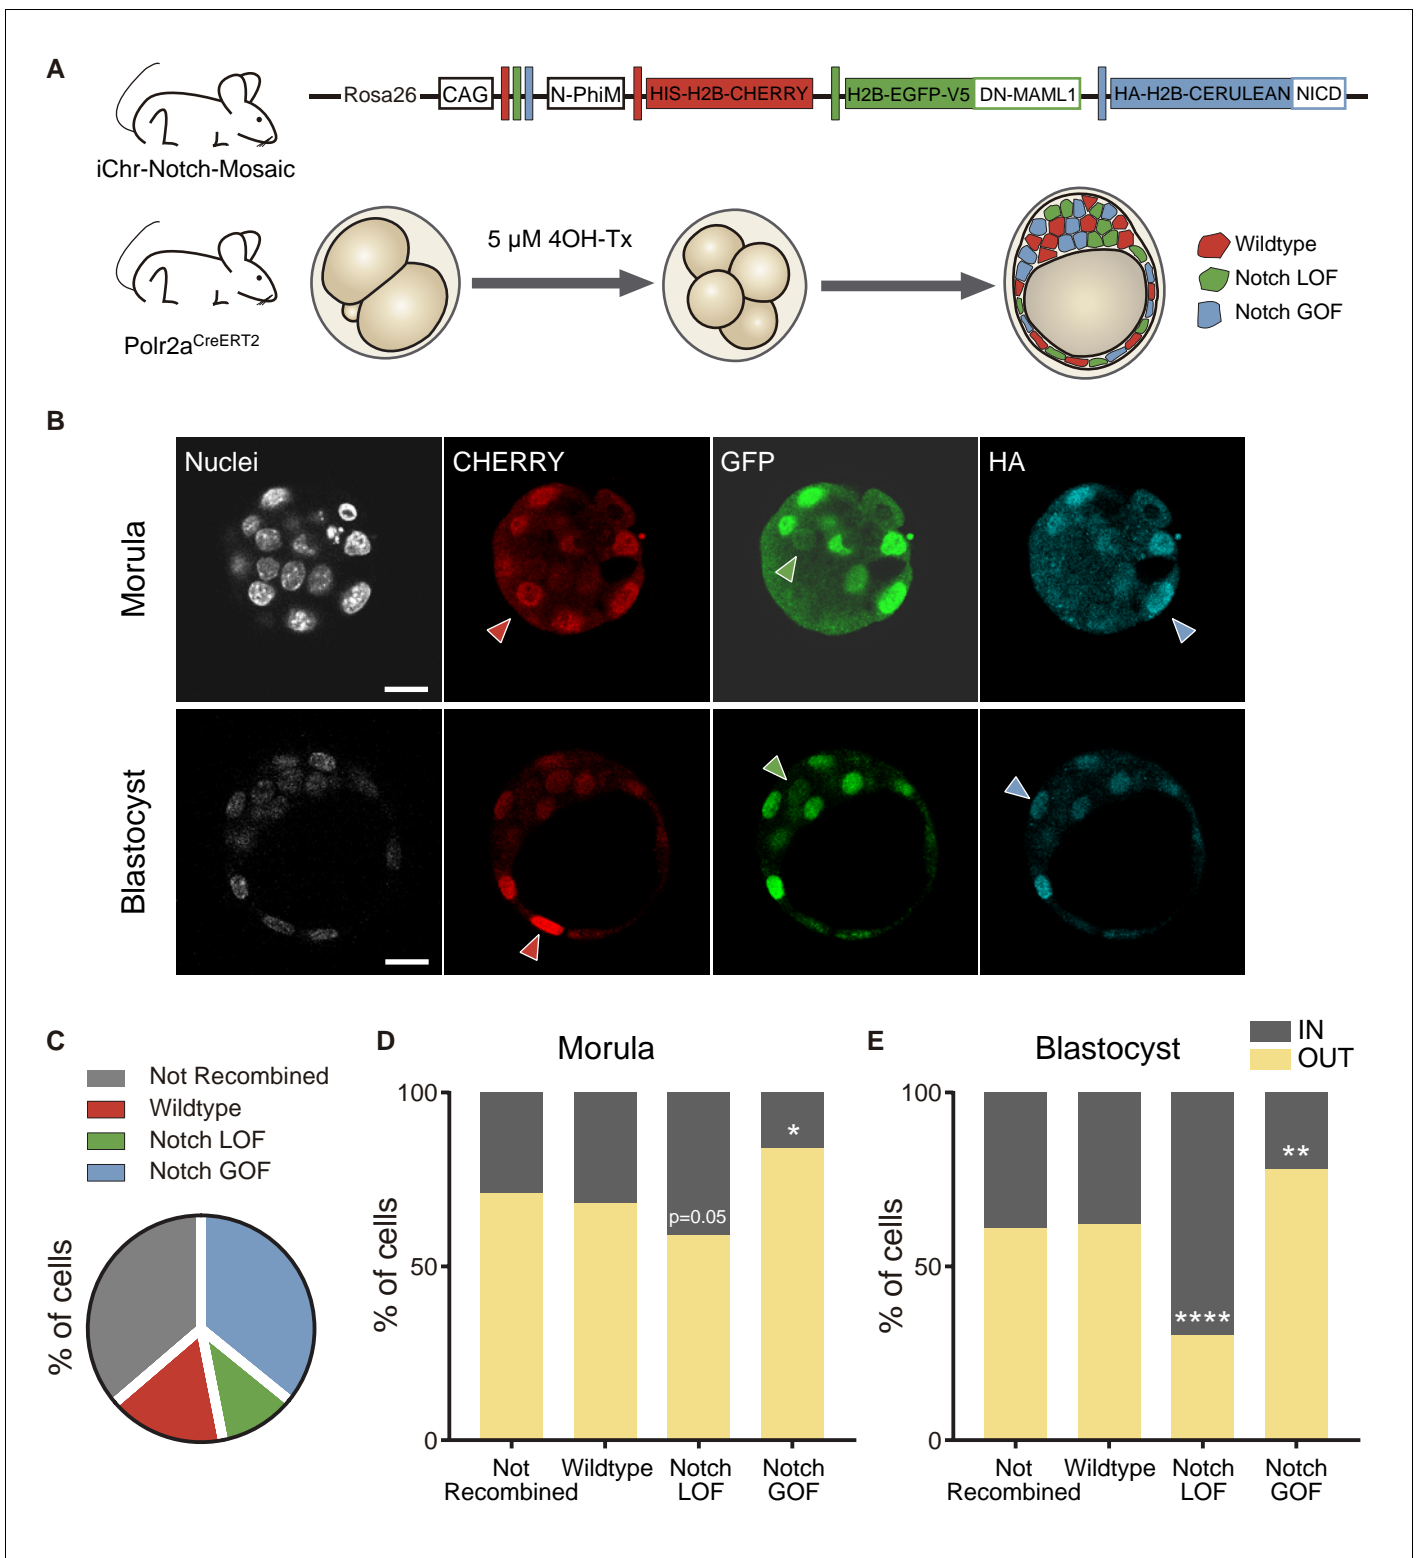 A
Rosa26 CAG N-PhiM HIS-H2B-CHERRY H2B-EGFP-V5 DN-MAML1 HA-H2B-CERULEAN NICD
iChr-Notch-Mosaic
5 µM 4OH-Tx
Polr2aCreERT2
Wildtype
Notch LOF
Notch GOF
B
Nuclei CHERRY GFP HA
Morula
Blastocyst
C
Not Recombined
Wildtype
Notch LOF
Notch GOF
% of cells
D
Morula
% of cells
100
50
0
p=0.05
*
Not Recombined
Wildtype
Notch LOF
Notch GOF
E
Blastocyst
IN
OUT
% of cells
100
50
0
****
**
Not Recombined
Wildtype
Notch LOF
Notch GOF